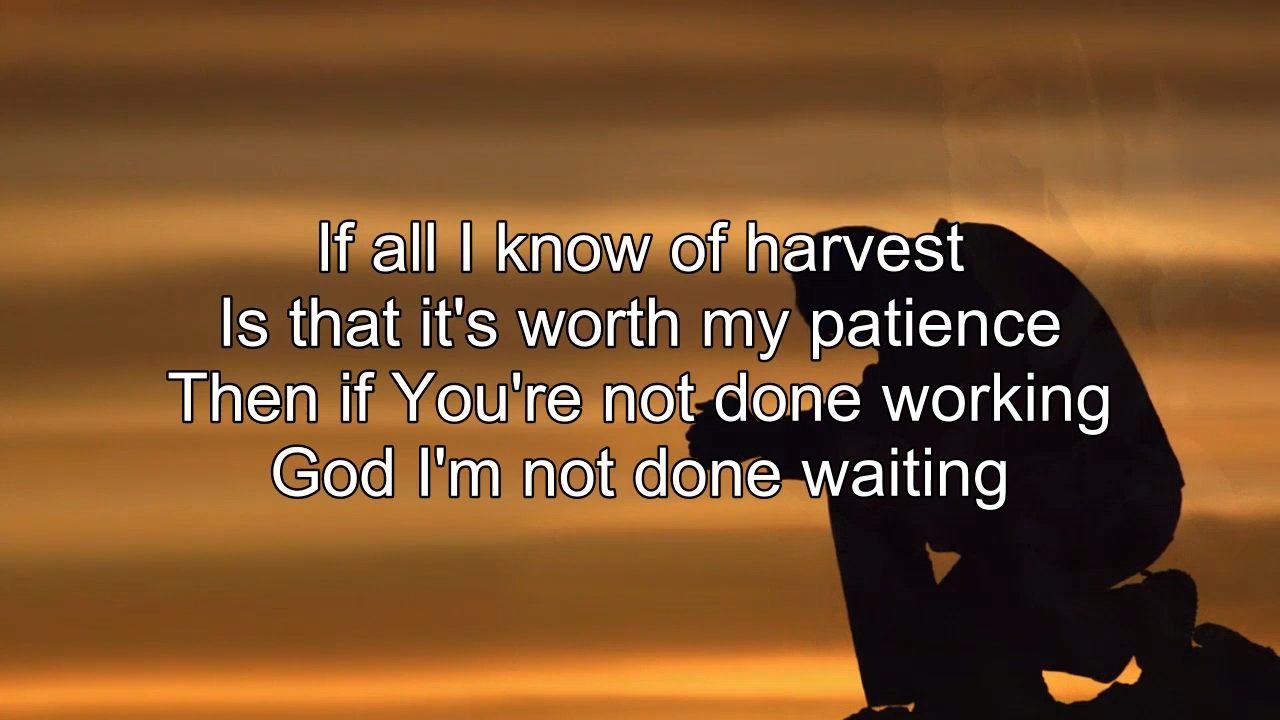 If all I know of harvest
Is that it's worth my patience
Then if You're not done working
God I'm not done waiting